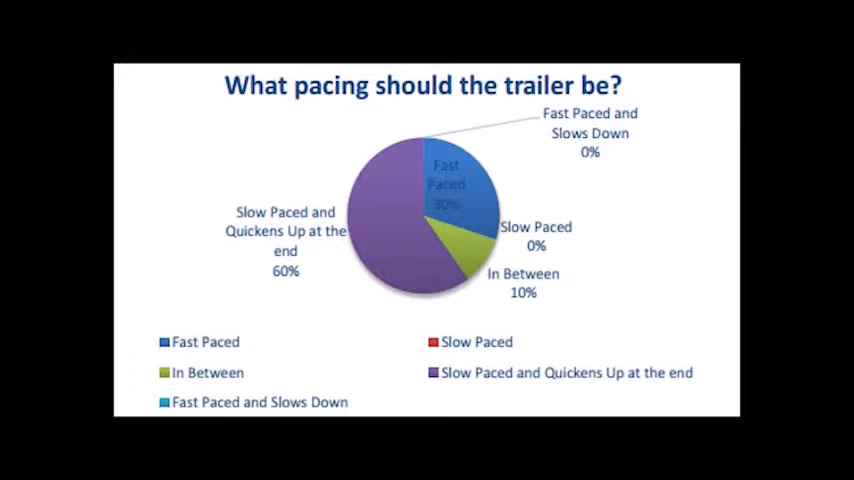 What pacing should the trailer be?
Fast Paced and
Slows Down
0%
Fast
Paced
30%
Slow Paced and
Quickens Up at the
end
60%
Slow Paced
0%
In Between
10%
Fast Paced
Slow Paced
In Between
Slow Paced and Quickens Up at the end
Fast Paced and Slows Down